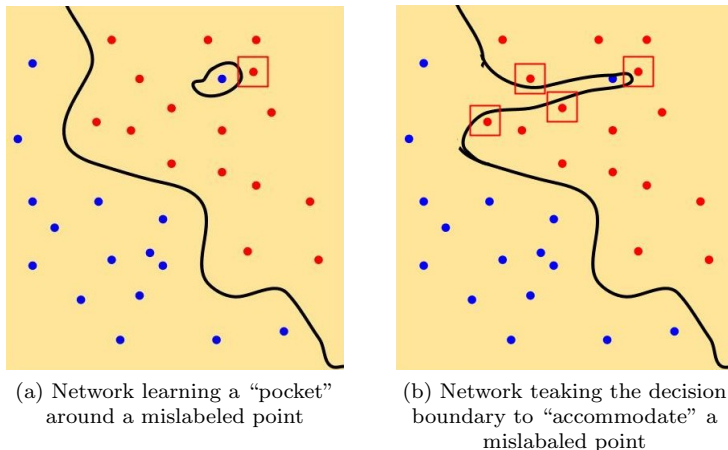 (a) Network learning a “pocket”
around a mislabeled point
(b) Network teaking the decision
boundary to “accommodate” a
mislabaled point